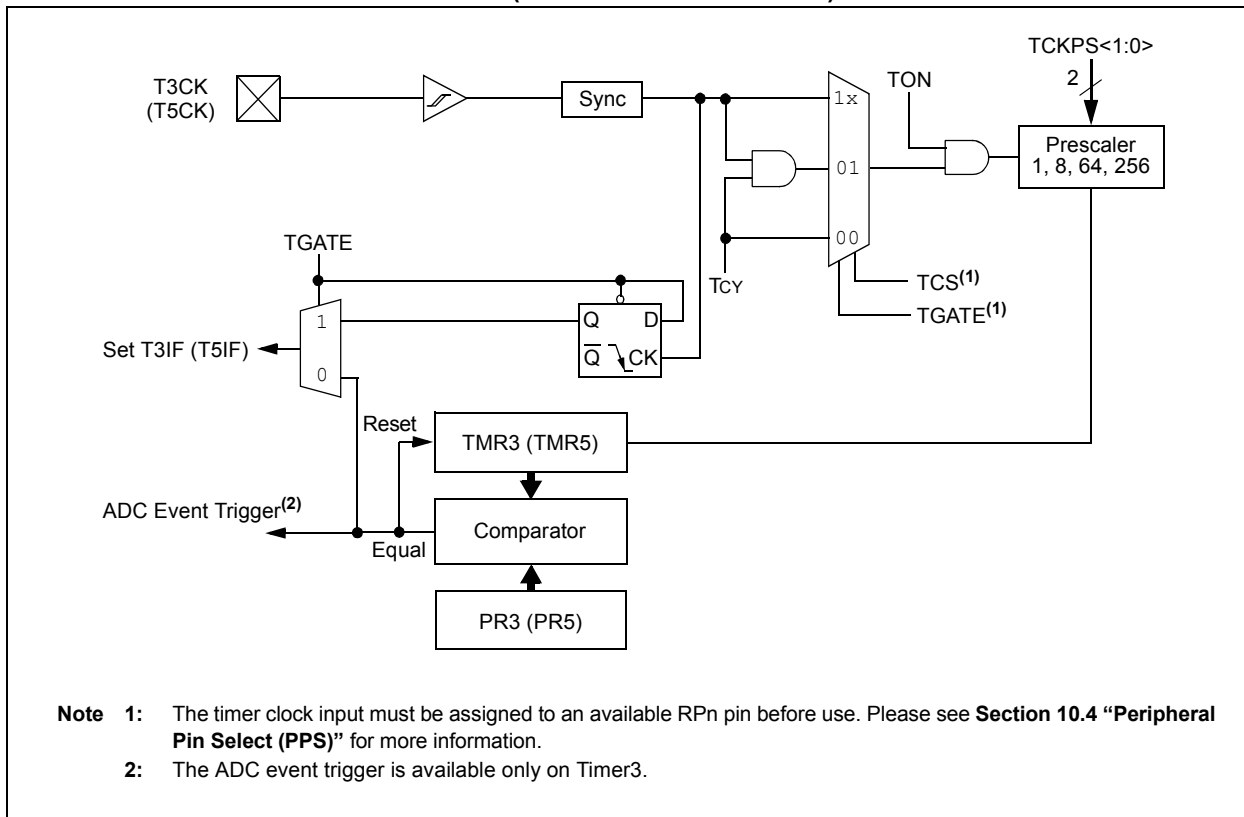 TCKPS<1:0>
2
T3CK
(T5CK)
Sync
TON
1x
Prescaler
1, 8, 64, 256
01
00
TGATE
TCY
TCS(1)
TGATE(1)
1
Q D
Set T3IF (T5IF)
Q CK
0
Reset
TMR3 (TMR5)
ADC Event Trigger(2)
Equal
Comparator
PR3 (PR5)
Note 1: The timer clock input must be assigned to an available RPn pin before use. Please see Section 10.4 “Peripheral
Pin Select (PPS)” for more information.
2: The ADC event trigger is available only on Timer3.